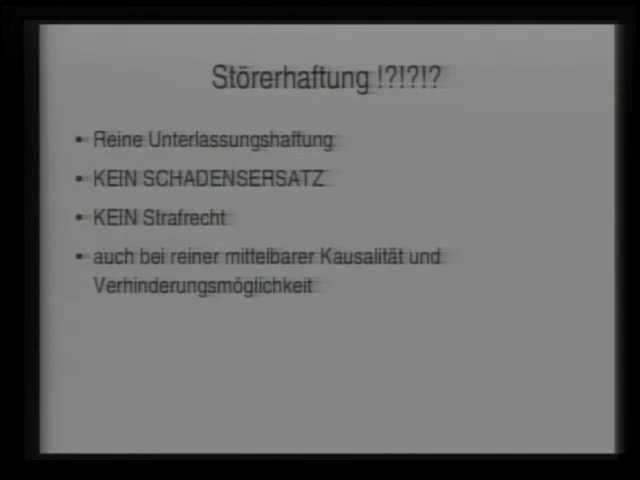 Störerhaftung !?!?!?
• Reine Unterlassungshaftung
• KEIN SCHADENSERSATZ
• KEIN Strafrecht
• auch bei reiner mittelbarer Kausalität und
Verhinderungsmöglichkeit